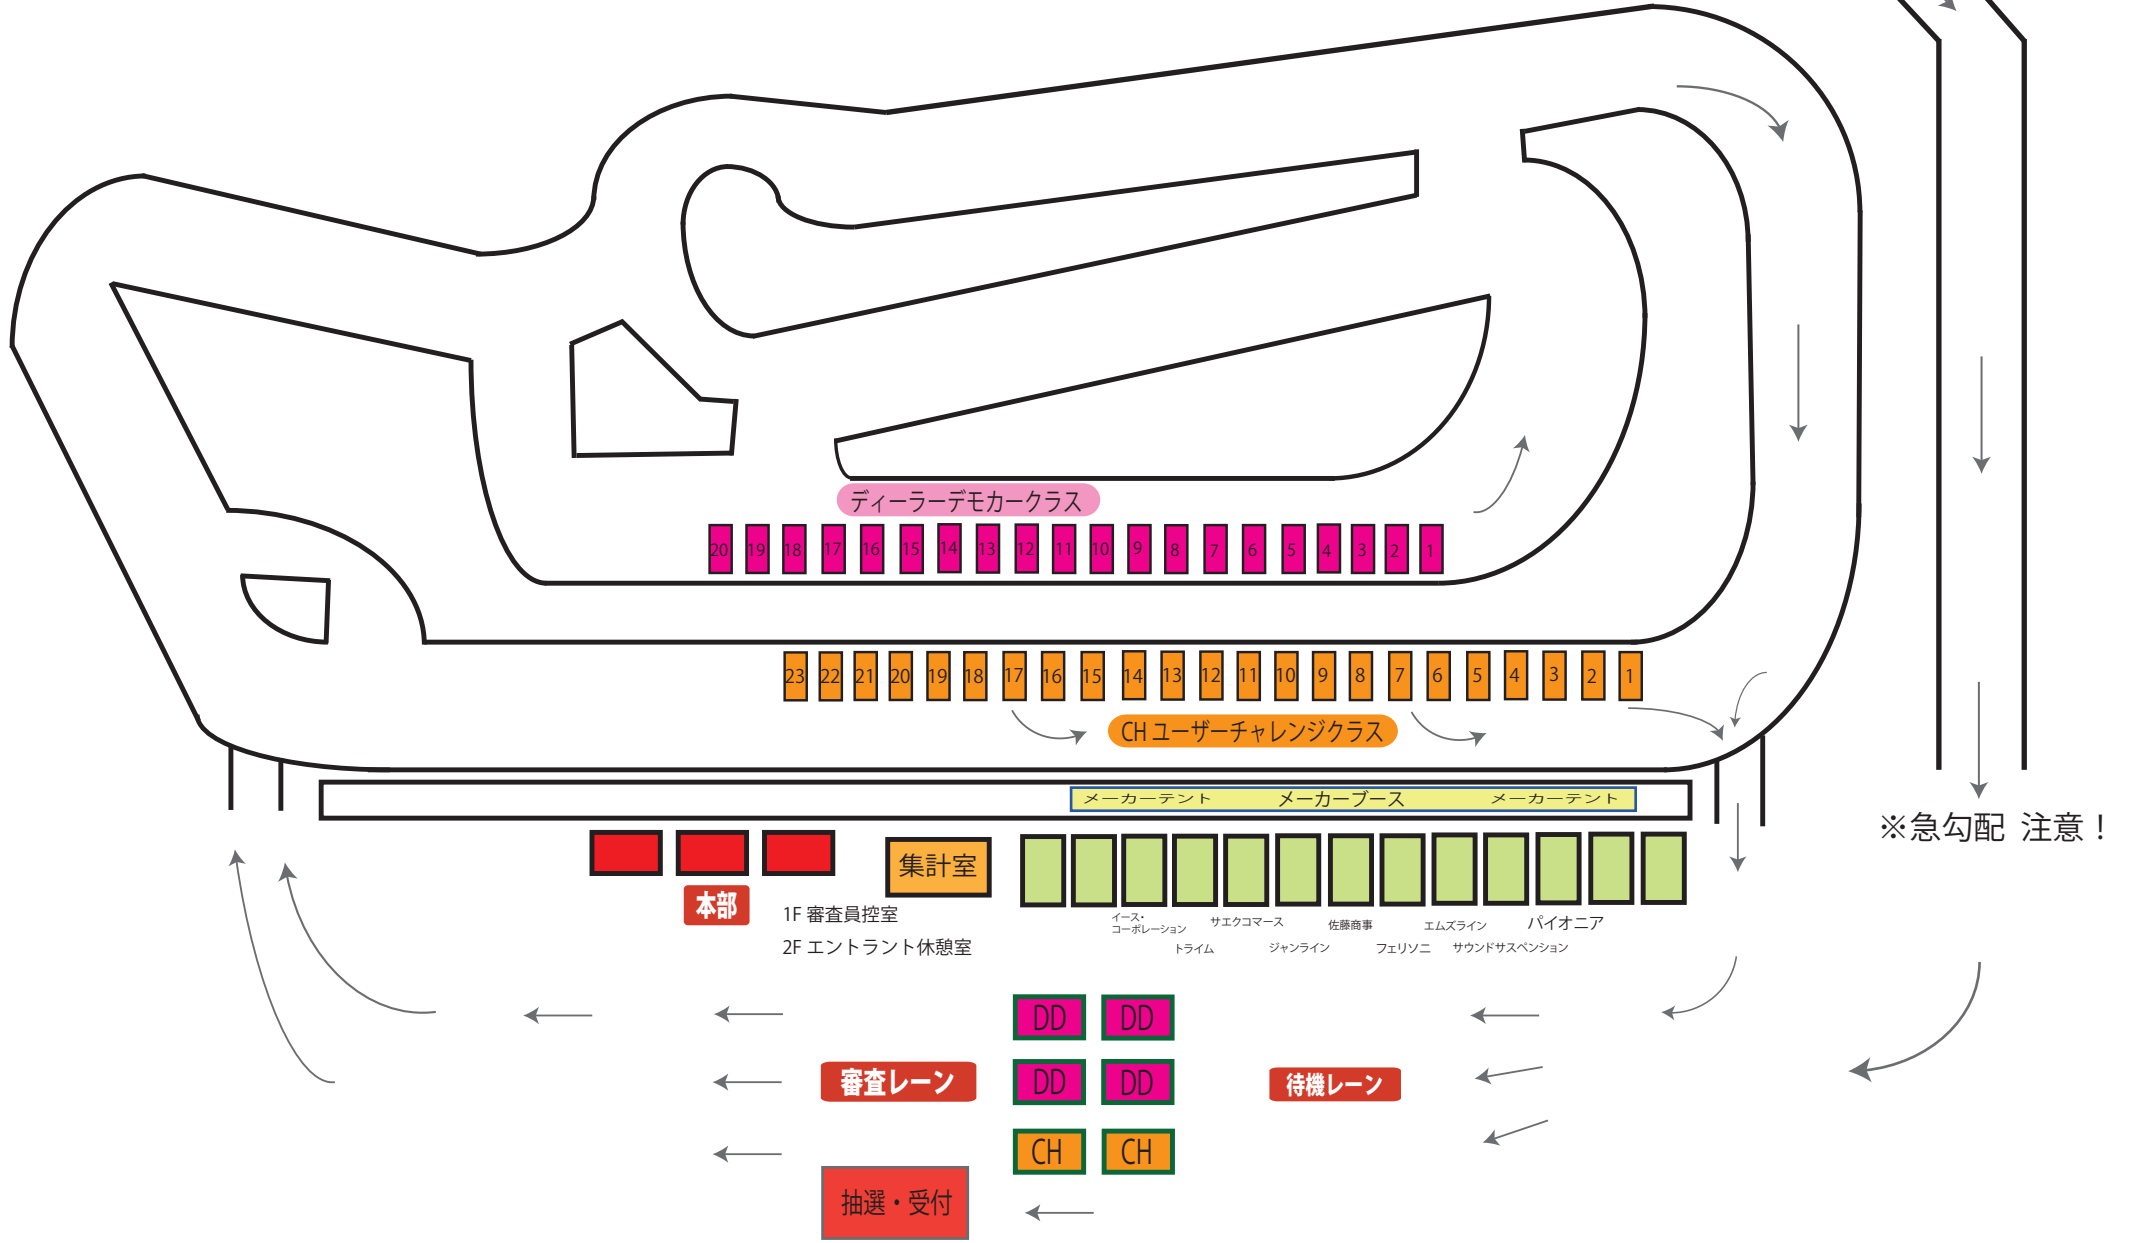 ディーラーデモカークラス
20 19 18 17 16 15 14 13 12 11 10 9 8 7 6 5 4 3 2 1
23 22 21 20 19 18 17 16 15 14 13 12 11 10 9 8 7 6 5 4 3 2 1
CH ユーザーチャレンジクラス
メーカーテント メーカーブース メーカーテント
※急勾配 注意！
集計室
本部
1F 審査員控室
2F エントラント休憩室
イース・
コーポレーション
トライム
サエクコマース
ジャンライン
佐藤商事
フェリソニ
エムズライン
サウンドサスペンション
パイオニア
DD DD
審査レーン
DD DD
待機レーン
CH CH
抽選・受付